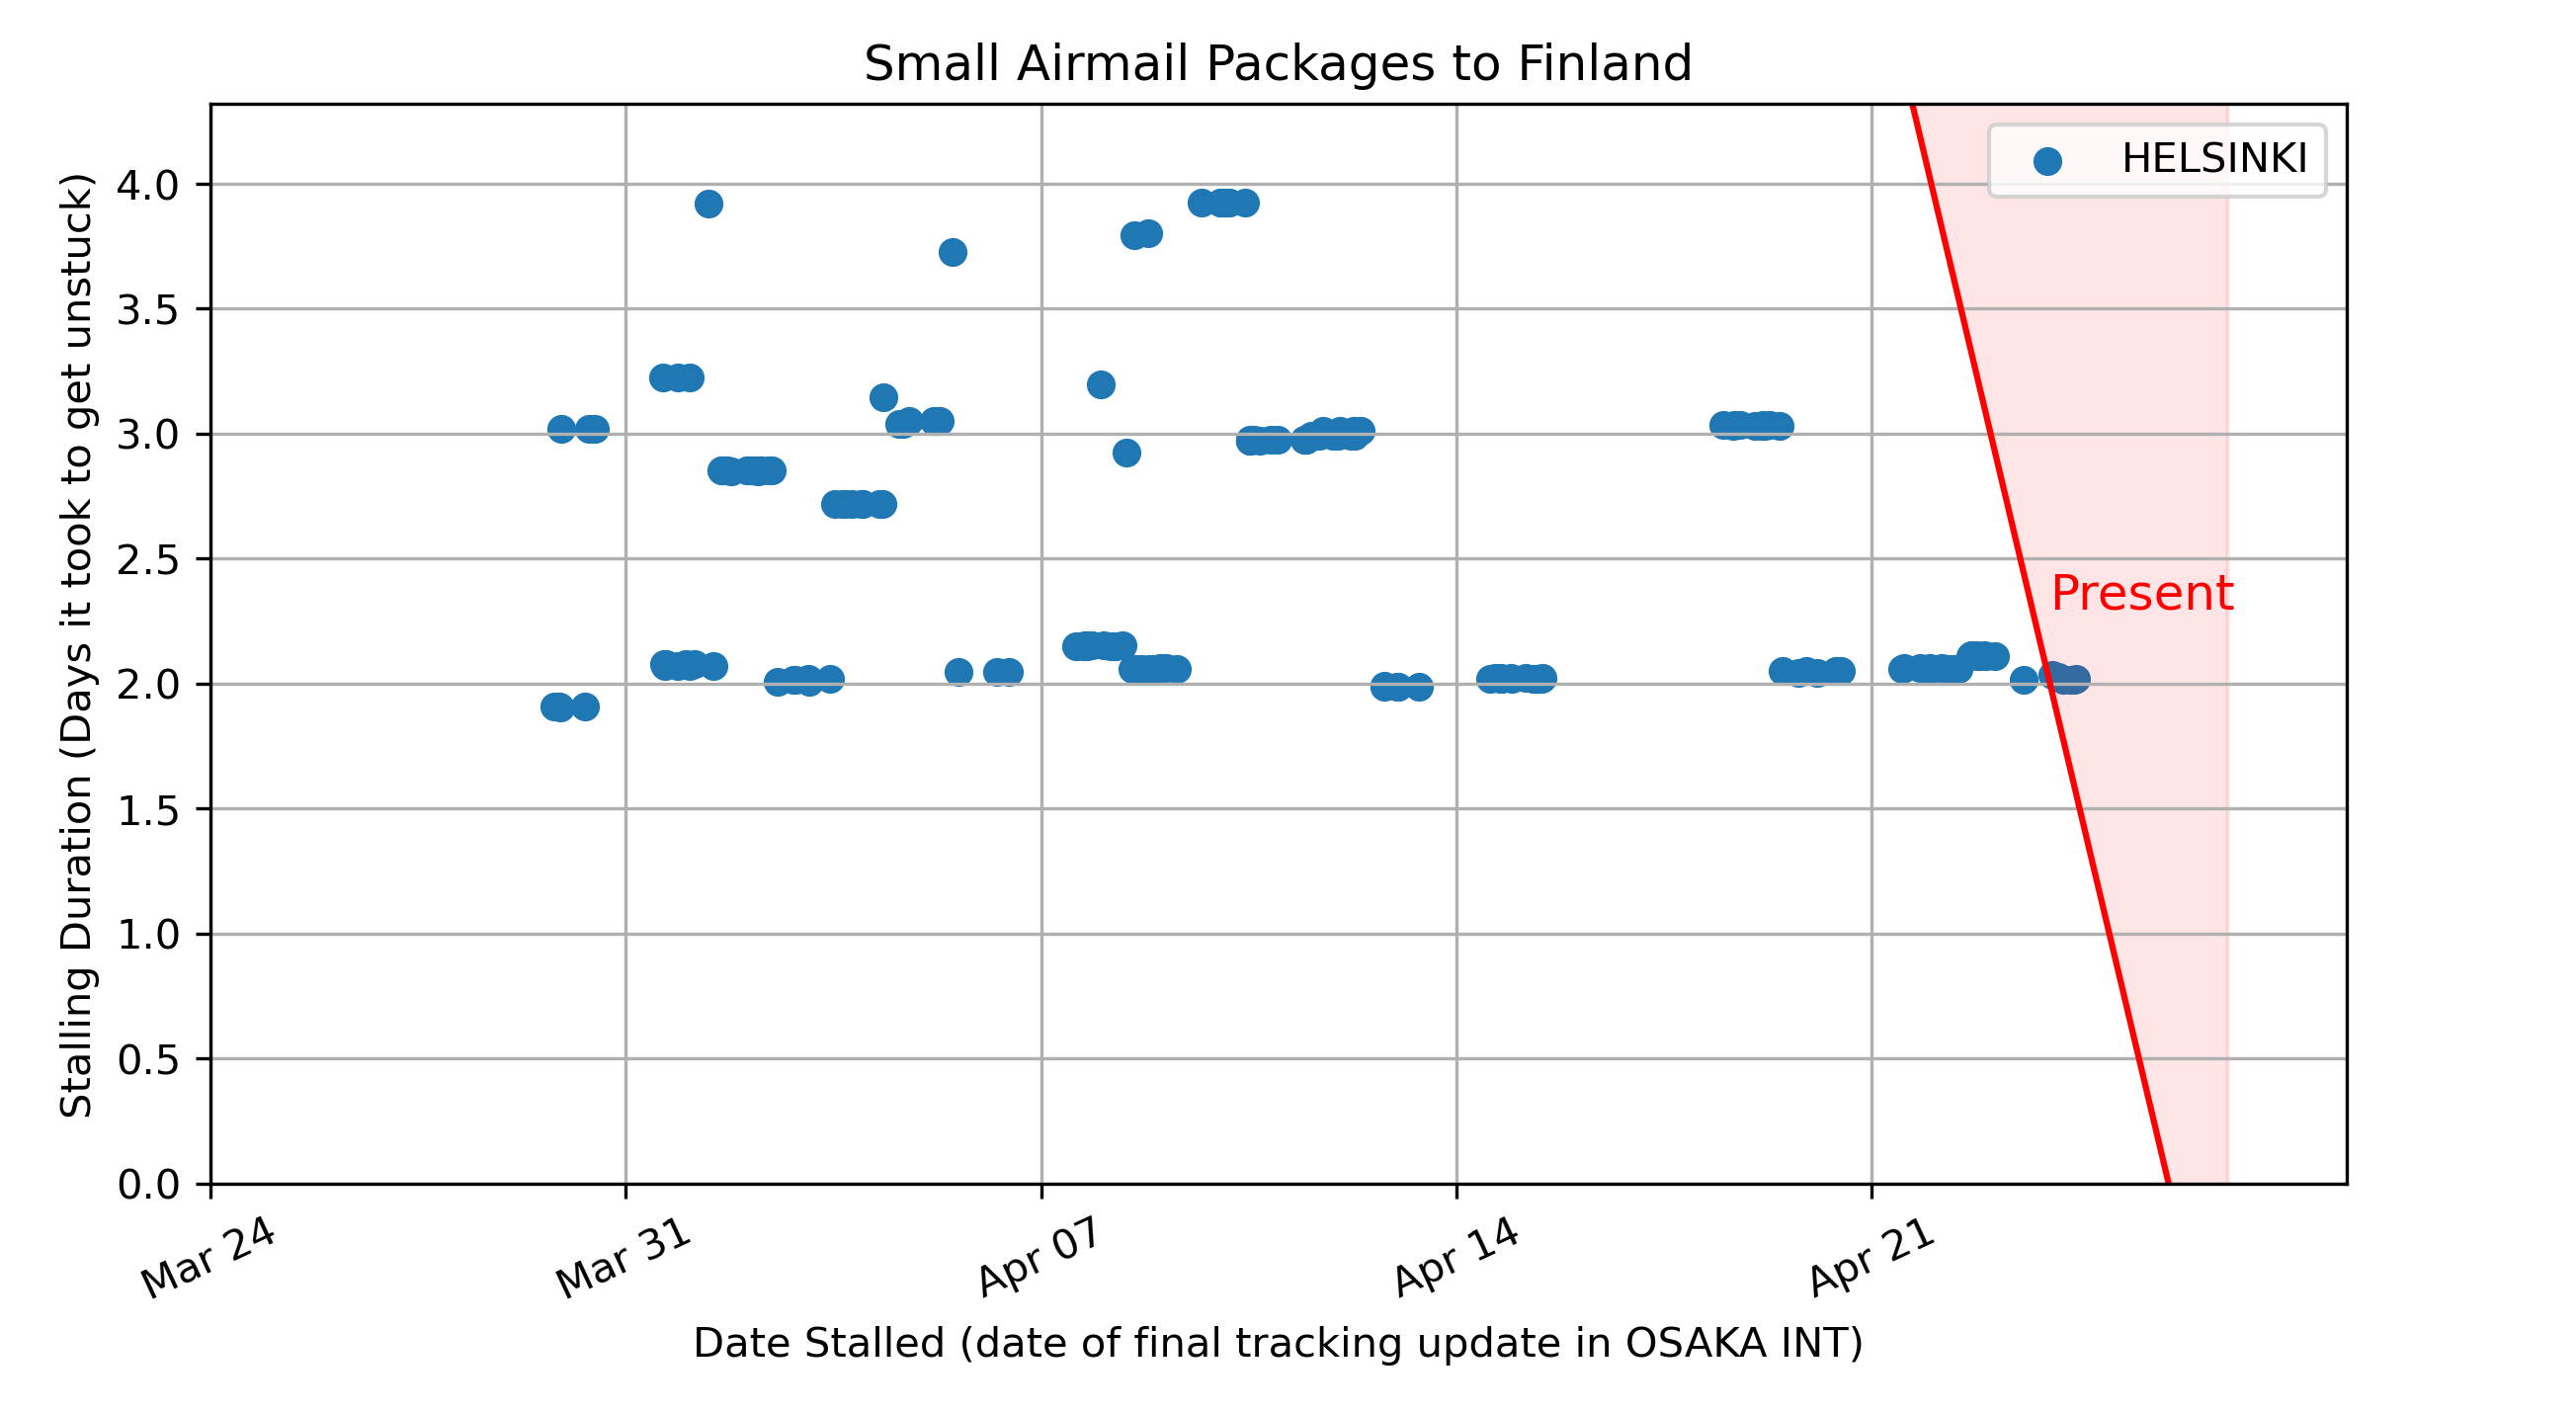 Small Airmail Packages to Finland
HELSINKI
Present
Stalling Duration (Days it took to get unstuck)
4.0
3.5
3.0
2.5
2.0
1.5
1.0
0.5
0.0
Mar 24
Mar 31
Apr 07
Apr 14
Apr 21
Date Stalled (date of final tracking update in OSAKA INT)